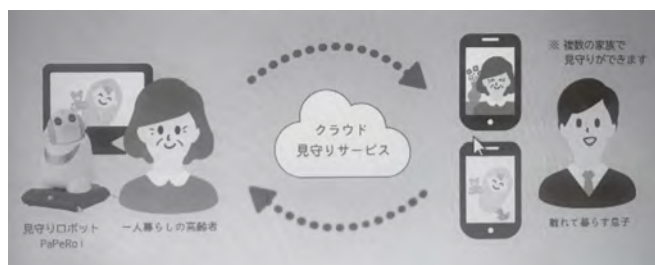 見守りロボット
PaPeRo i
一人暮らしの高齢者
クラウド
見守りサービス
※ 複数の家族で
見守りができます
離れて暮らす息子